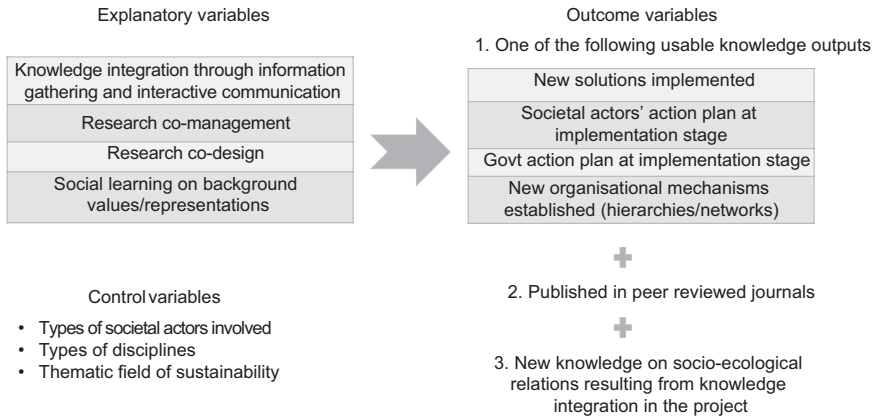 Explanatory variables
Knowledge integration through information
gathering and interactive communication
Research co-management
Research co-design
Social learning on background
values/representations
Control variables
• Types of societal actors involved
• Types of disciplines
• Thematic field of sustainability
Outcome variables
1. One of the following usable knowledge outputs
New solutions implemented
Societal actors’ action plan at
implementation stage
Govt action plan at implementation stage
New organisational mechanisms
established (hierarchies/networks)
2. Published in peer reviewed journals
3. New knowledge on socio-ecological
relations resulting from knowledge
integration in the project